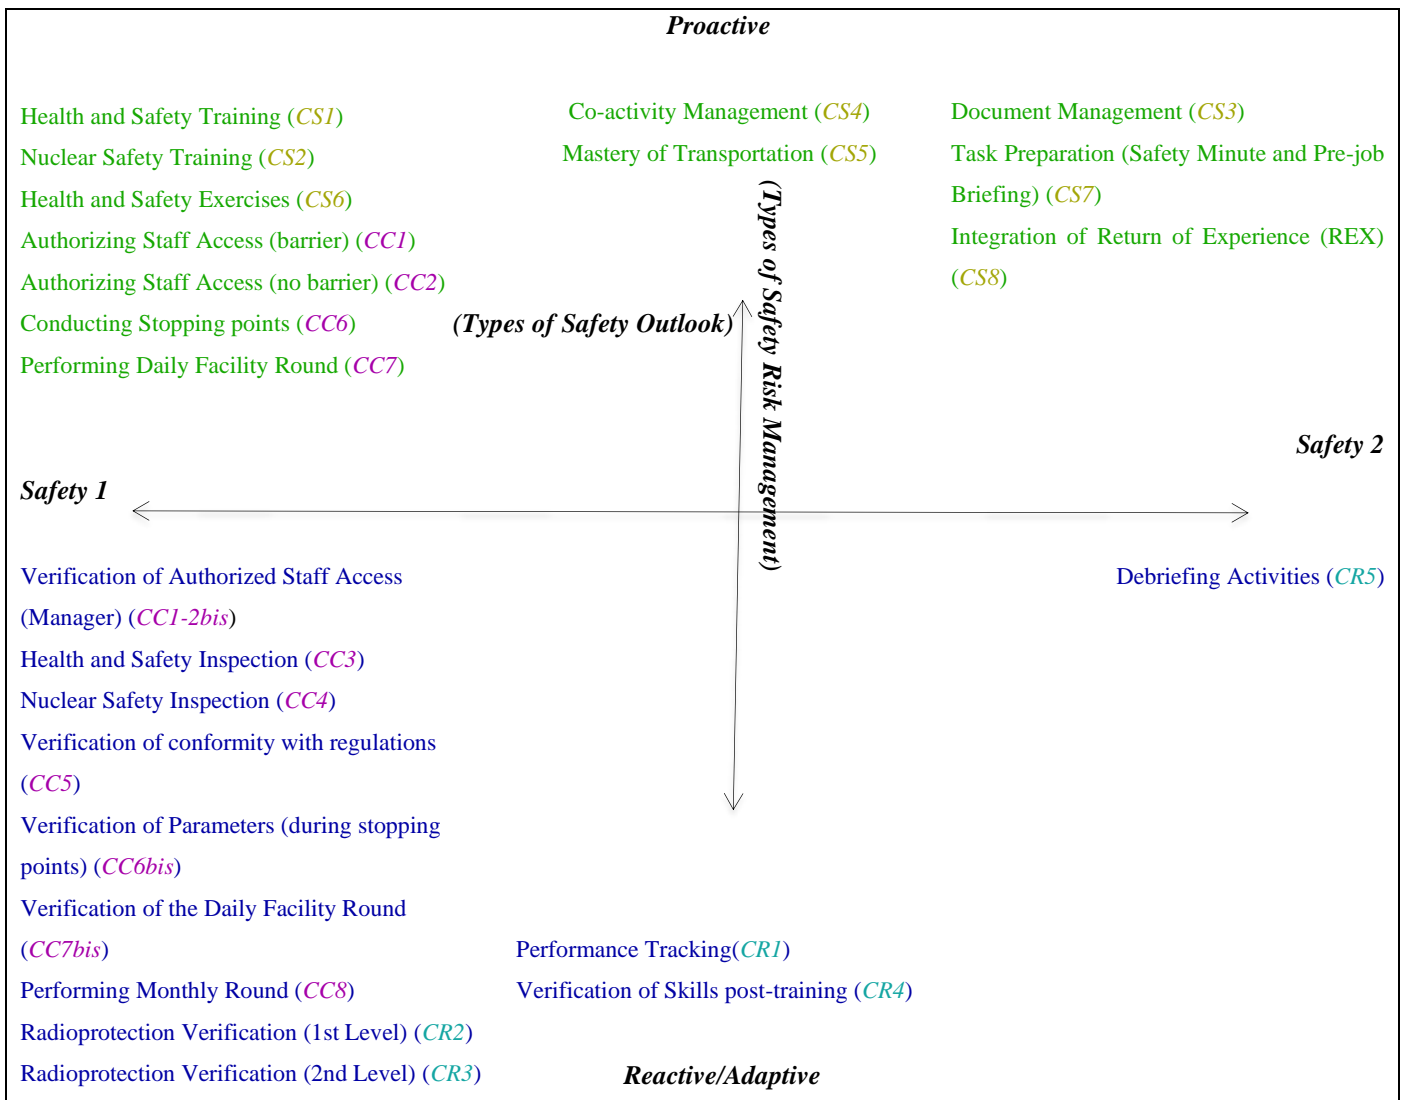 Proactive
Health and Safety Training (CS1)
Nuclear Safety Training (CS2)
Health and Safety Exercises (CS6)
Authorizing Staff Access (barrier) (CC1)
Authorizing Staff Access (no barrier) (CC2)
Conducting Stopping points (CC6)
Performing Daily Facility Round (CC7)
Co-activity Management (CS4)
Mastery of Transportation (CS5)
Document Management (CS3)
Task Preparation (Safety Minute and Pre-job
Briefing) (CS7)
Integration of Return of Experience (REX)
(CS8)
(Types of Safety Outlook)
(Types of Safety Risk Management)
Safety 2
Safety 1
Verification of Authorized Staff Access
(Manager) (CC1-2bis)
Health and Safety Inspection (CC3)
Nuclear Safety Inspection (CC4)
Verification of conformity with regulations
(CC5)
Verification of Parameters (during stopping
points) (CC6bis)
Verification of the Daily Facility Round
(CC7bis)
Performing Monthly Round (CC8)
Radioprotection Verification (1st Level) (CR2)
Radioprotection Verification (2nd Level) (CR3)
Performance Tracking(CR1)
Verification of Skills post-training (CR4)
Debriefing Activities (CR5)
Reactive/Adaptive